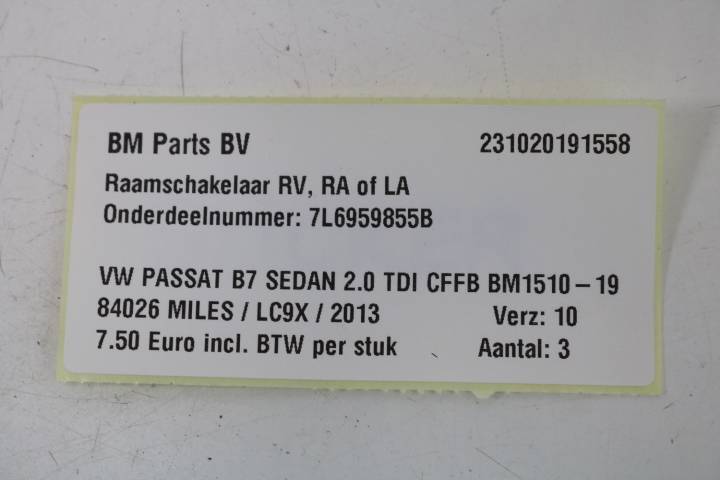 BM Parts BV 231020191558
Raamschakelaar RV, RA of LA
Onderdeelnummer: 7L6959855B
VW PASSAT B7 SEDAN 2.0 TDI CFFB BM1510-19
84026 MILES / LC9X / 2013 Verz: 10
7.50 Euro incl. BTW per stuk Aantal: 3